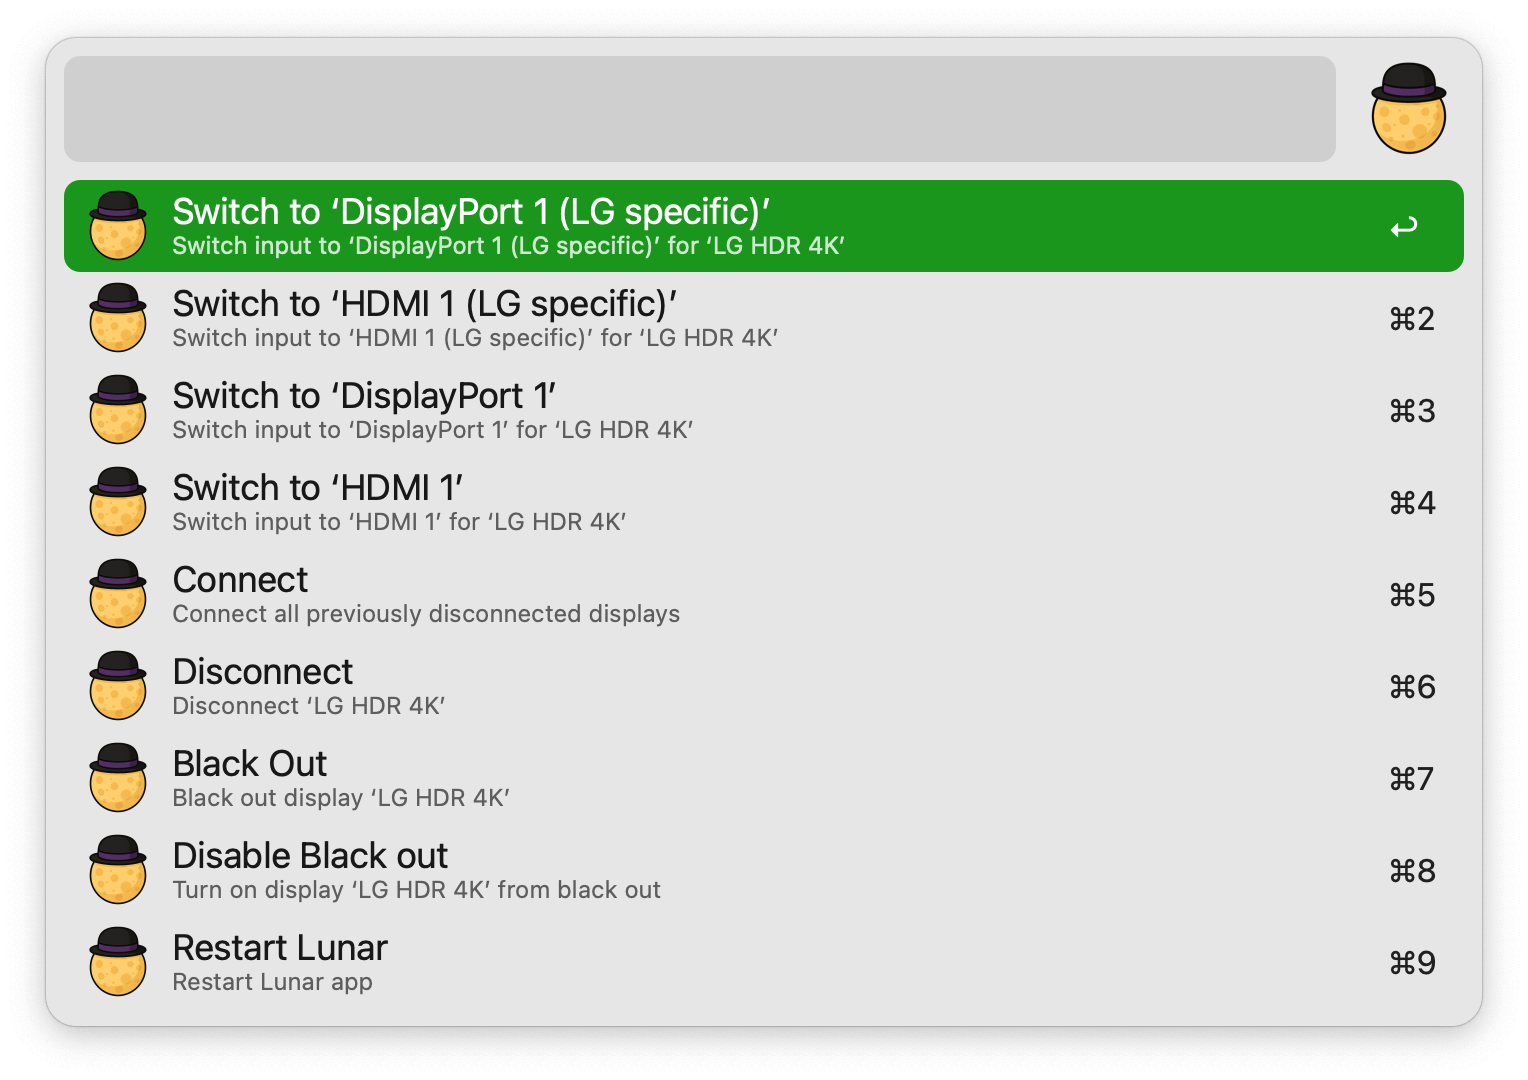 Switch to ‘DisplayPort 1 (LG specific)’
Switch input to ‘DisplayPort 1 (LG specific)’ for ‘LG HDR 4K’
↩
Switch to ‘HDMI 1 (LG specific)’
Switch input to ‘HDMI 1 (LG specific)’ for ‘LG HDR 4K’
⌘2
Switch to ‘DisplayPort 1’
Switch input to ‘DisplayPort 1’ for ‘LG HDR 4K’
⌘3
Switch to ‘HDMI 1’
Switch input to ‘HDMI 1’ for ‘LG HDR 4K’
⌘4
Connect
Connect all previously disconnected displays
⌘5
Disconnect
Disconnect ‘LG HDR 4K’
⌘6
Black Out
Black out display ‘LG HDR 4K’
⌘7
Disable Black out
Turn on display ‘LG HDR 4K’ from black out
⌘8
Restart Lunar
Restart Lunar app
⌘9